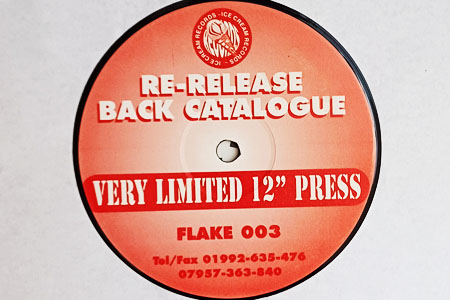 ICE CREAM RECORDS - ICE CREAM RECORDS -
RE-RELEASE
BACK CATALOGUE
VERY LIMITED 12" PRESS
FLAKE 003
Tel/Fax 01992-635-476
07957-363-840